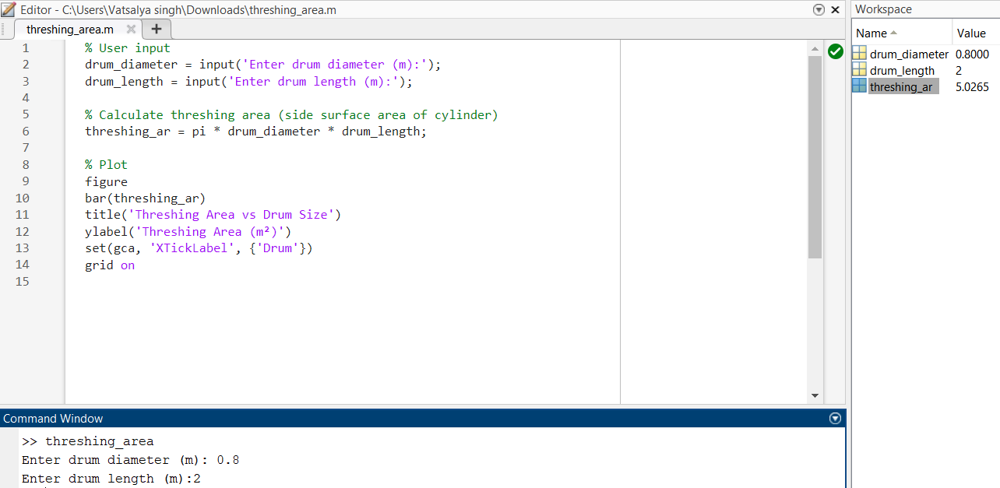 Editor - C:\Users\Vatsalya singh\Downloads\threshing_area.m
threshing_area.m
1 % User input
2 drum_diameter = input('Enter drum diameter (m):');
3 drum_length = input('Enter drum length (m):');
4
5 % Calculate threshing area (side surface area of cylinder)
6 threshing_ar = pi * drum_diameter * drum_length;
7
8 % Plot
9 figure
10 bar(threshing_ar)
11 title('Threshing Area vs Drum Size')
12 ylabel('Threshing Area (m²)')
13 set(gca, 'XTickLabel', {'Drum'})
14 grid on
15
Command Window
>> threshing_area
Enter drum diameter (m): 0.8
Enter drum length (m):2
Workspace
Name Value
drum_diameter 0.8000
drum_length 2
threshing_ar 5.0265